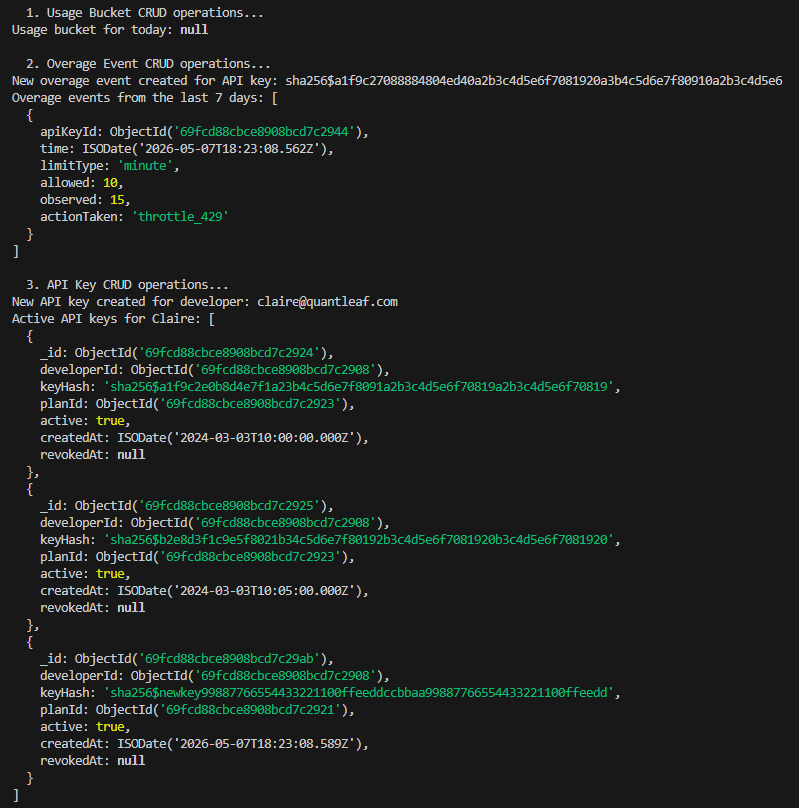 1. Usage Bucket CRUD operations...
Usage bucket for today: null
2. Overage Event CRUD operations...
New overage event created for API key: sha256$a1f9c27088884804ed40a2b3c4d5e6f7081920a3b4c5d6e7f80910a2b3c4d5e6
Overage events from the last 7 days: [
{
apiKeyId: ObjectId('69fcd88cbce8908bcd7c2944'),
time: ISODate('2026-05-07T18:23:08.562Z'),
limitType: 'minute',
allowed: 10,
observed: 15,
actionTaken: 'throttle_429'
}
]
3. API Key CRUD operations...
New API key created for developer: claire@quantleaf.com
Active API keys for Claire: [
{
_id: ObjectId('69fcd88cbce8908bcd7c2924'),
developerId: ObjectId('69fcd88cbce8908bcd7c2908'),
keyHash: 'sha256$a1f9c2e0b8d4e7f1a23b4c5d6e7f8091a2b3c4d5e6f70819a2b3c4d5e6f70819',
planId: ObjectId('69fcd88cbce8908bcd7c2923'),
active: true,
createdAt: ISODate('2024-03-03T10:00:00.000Z'),
revokedAt: null
},
{
_id: ObjectId('69fcd88cbce8908bcd7c2925'),
developerId: ObjectId('69fcd88cbce8908bcd7c2908'),
keyHash: 'sha256$b2e8d3f1c9e5f8021b34c5d6e7f80192b3c4d5e6f7081920b3c4d5e6f7081920',
planId: ObjectId('69fcd88cbce8908bcd7c2923'),
active: true,
createdAt: ISODate('2024-03-03T10:05:00.000Z'),
revokedAt: null
},
{
_id: ObjectId('69fcd88cbce8908bcd7c29ab'),
developerId: ObjectId('69fcd88cbce8908bcd7c2908'),
keyHash: 'sha256$newkey99887766554433221100ffeeddccbbaa99887766554433221100ffeedd',
planId: ObjectId('69fcd88cbce8908bcd7c2921'),
active: true,
createdAt: ISODate('2026-05-07T18:23:08.589Z'),
revokedAt: null
}
]